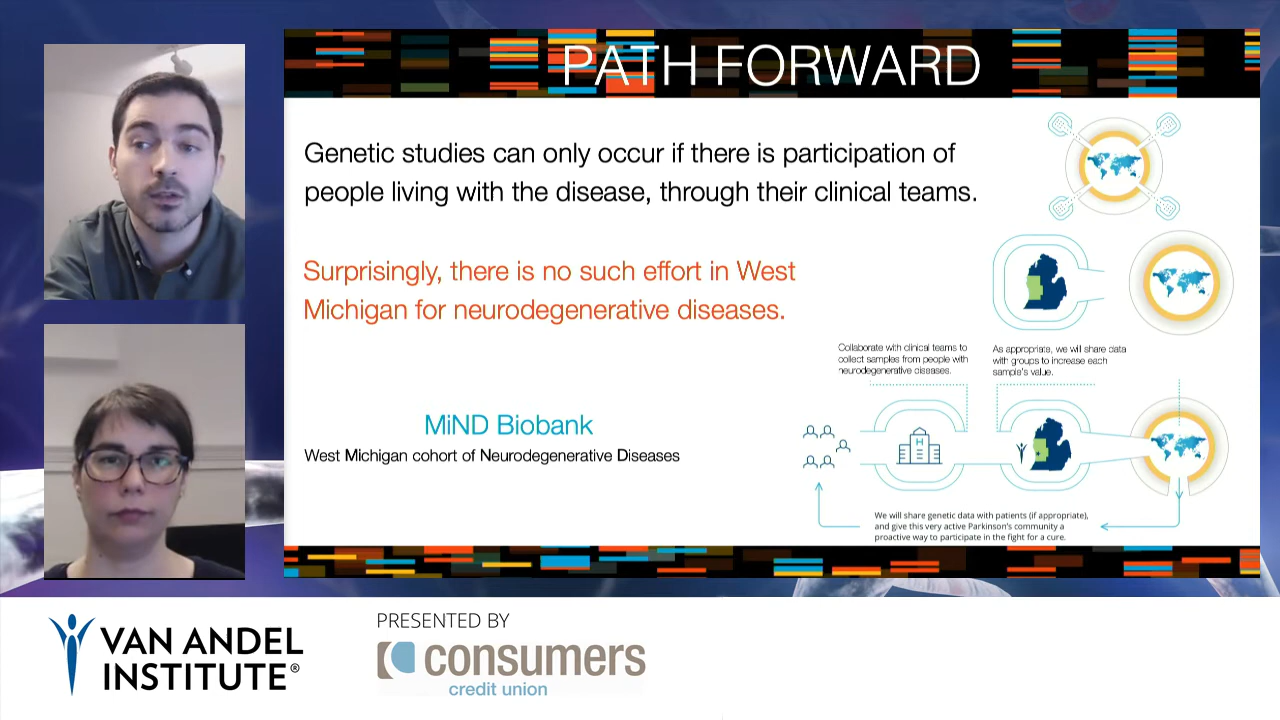 PATH FORWARD
Genetic studies can only occur if there is participation of
people living with the disease, through their clinical teams.
Surprisingly, there is no such effort in West
Michigan for neurodegenerative diseases.
Collaborate with clinical teams to
collect samples from people with
neurodegenerative diseases.
As appropriate, we will share data
with groups to increase each
sample's value.
MiND Biobank
West Michigan cohort of Neurodegenerative Diseases
H
We will share genetic data with patients (if appropriate),
and give this very active Parkinson's community a
proactive way to participate in the fight for a cure.
VAN ANDEL
INSTITUTE®
PRESENTED BY
consumers
credit union